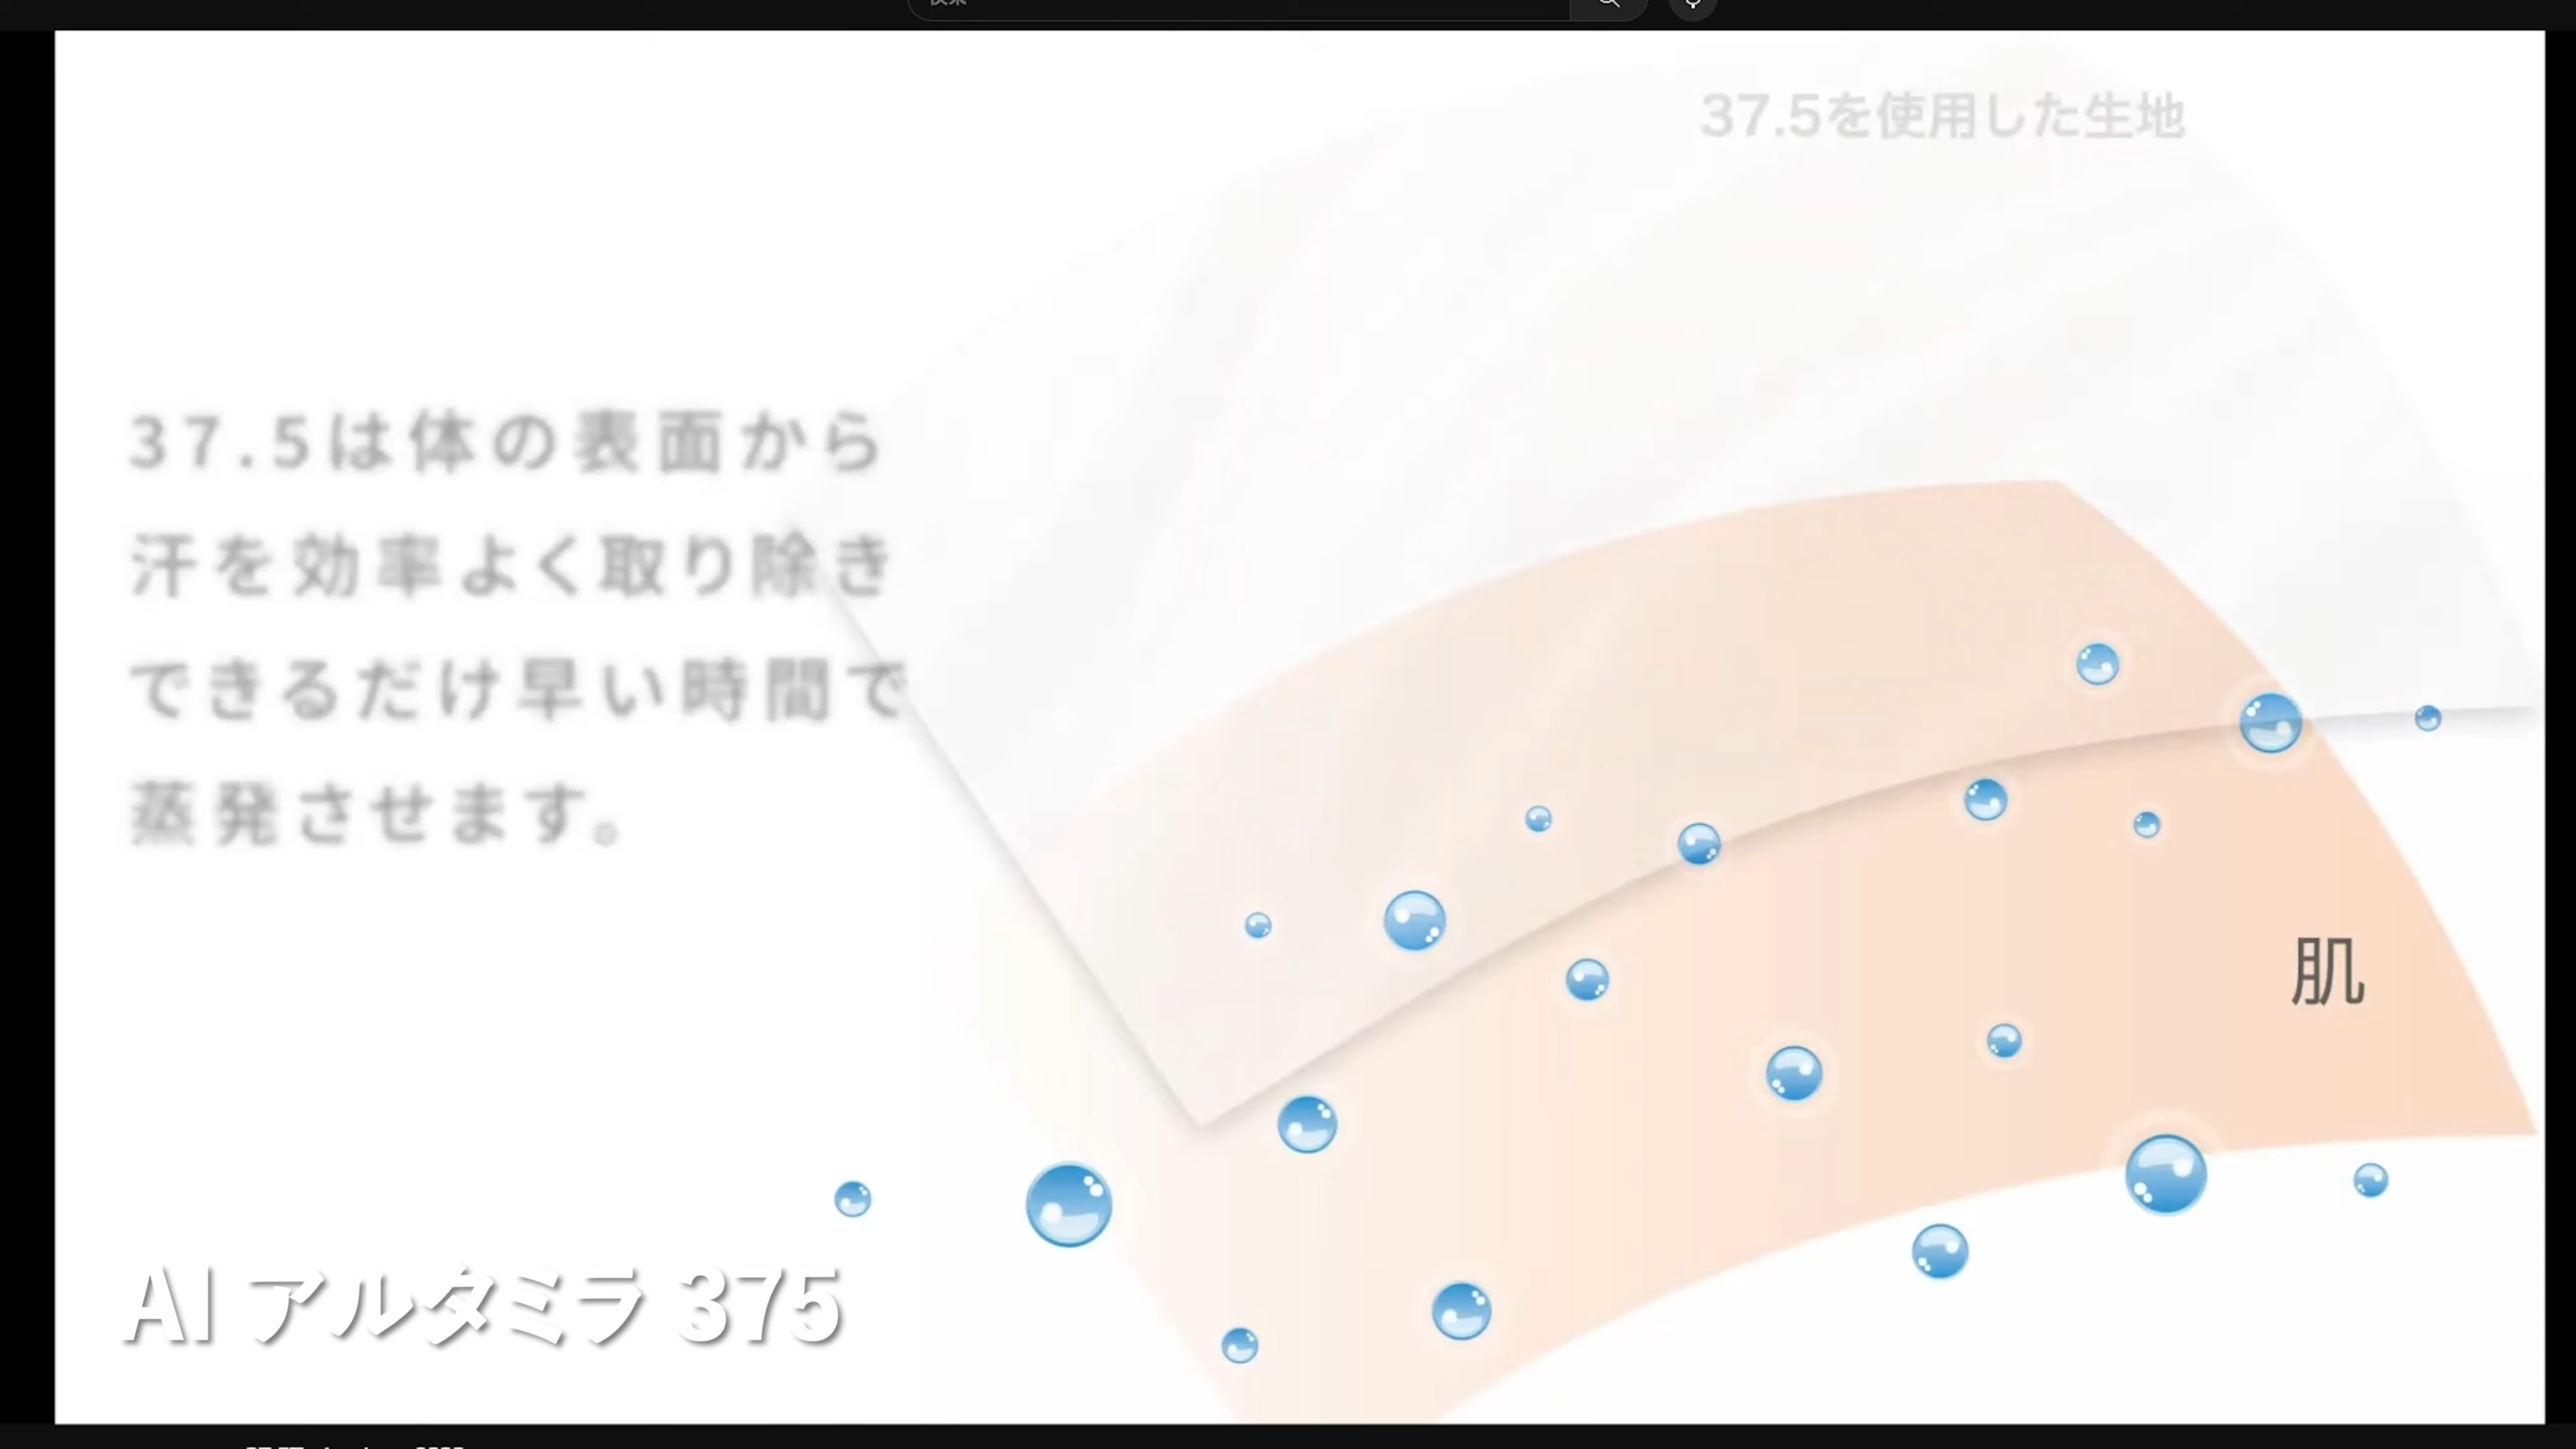 37.5を使用した生地
37.5は体の表面から
汗を効率よく取り除き
できるだけ早い時間で
蒸発させます。
肌
AI アルタミラ 375